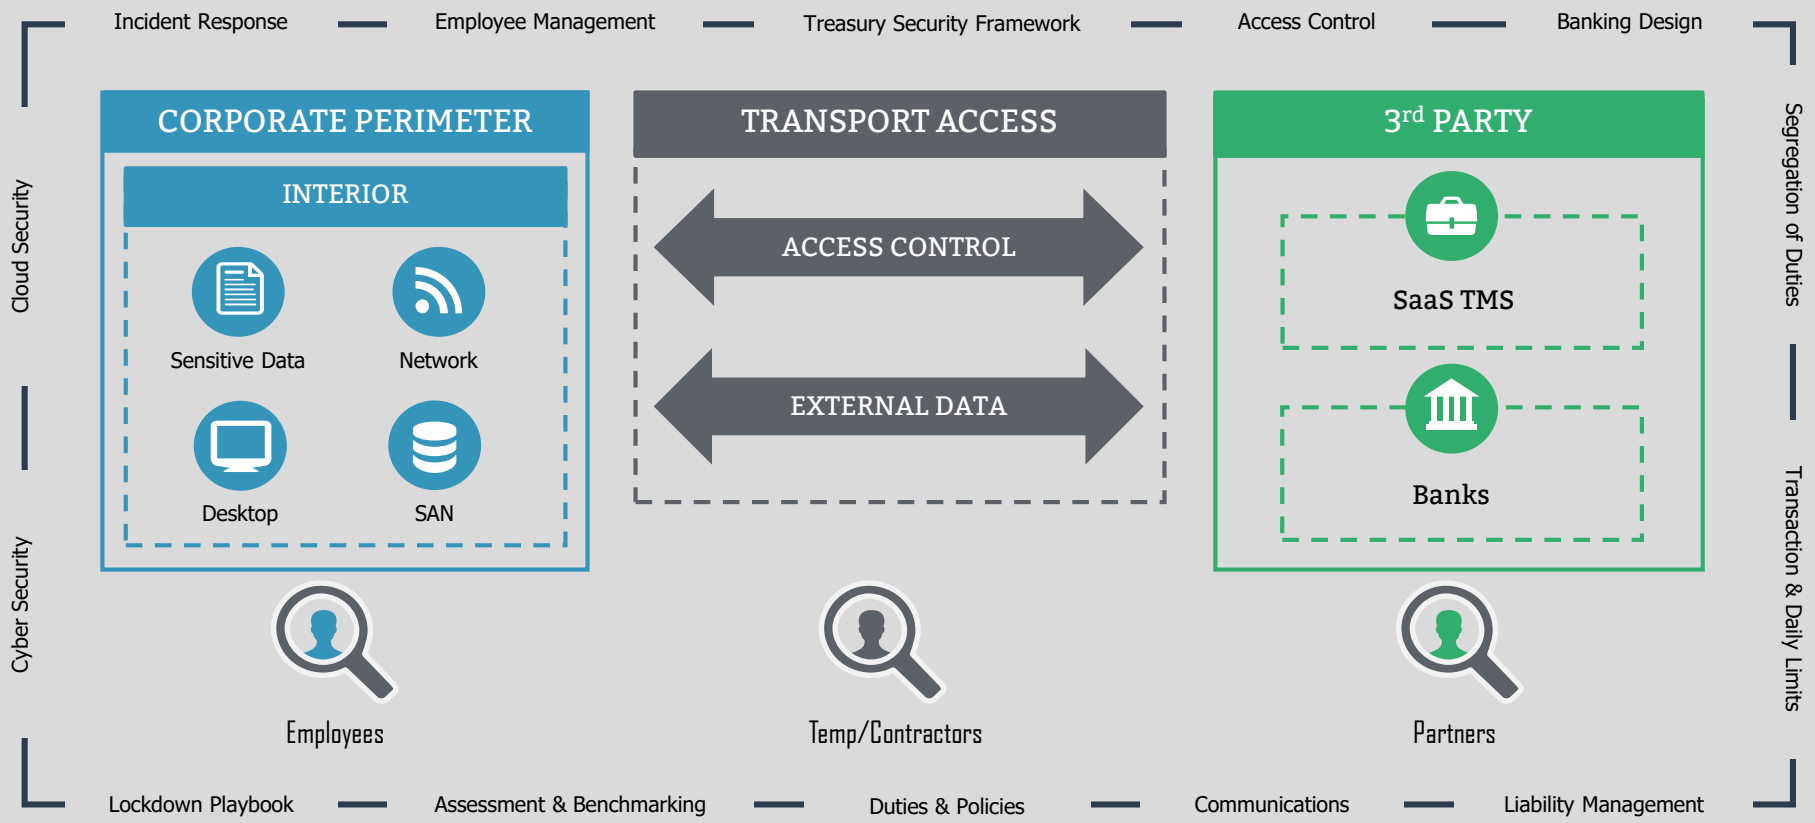 Incident Response
Employee Management
Treasury Security Framework
Access Control
Banking Design
Cloud Security
Cyber Security
CORPORATE PERIMETER
INTERIOR
Sensitive Data
Network
Desktop
SAN
TRANSPORT ACCESS
ACCESS CONTROL
EXTERNAL DATA
3rd PARTY
SaaS TMS
Banks
Segregation of Duties
Transaction & Daily Limits
Employees
Temp/Contractors
Partners
Lockdown Playbook
Assessment & Benchmarking
Duties & Policies
Communications
Liability Management